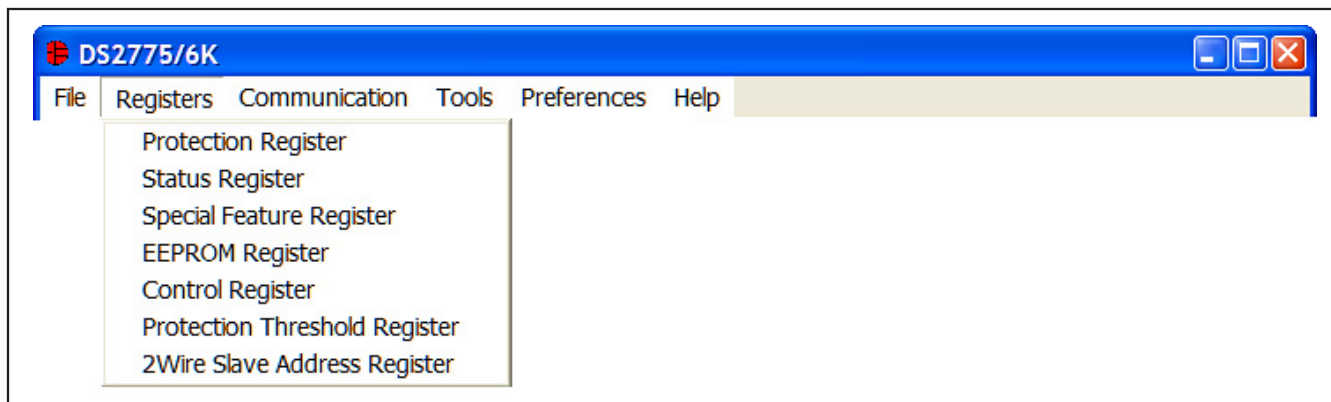 DS2775/6K
File Registers Communication Tools Preferences Help
Protection Register
Status Register
Special Feature Register
EEPROM Register
Control Register
Protection Threshold Register
2Wire Slave Address Register